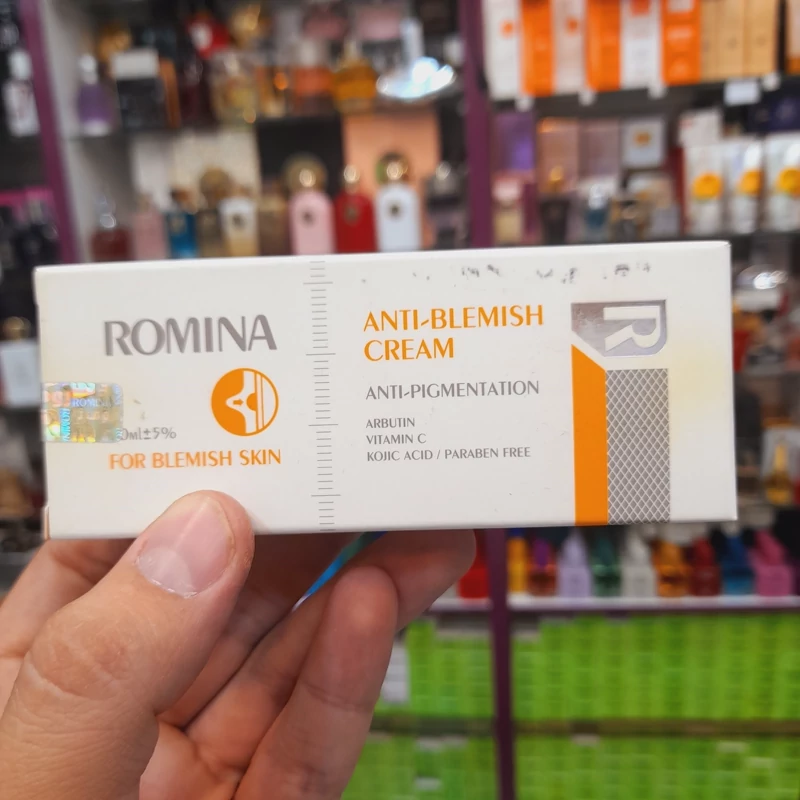 ROMINA
FOR BLEMISH SKIN
ANTI-BLEMISH
CREAM
ANTI-PIGMENTATION
ARBUTIN
VITAMIN C
KOJIC ACID / PARABEN FREE
R